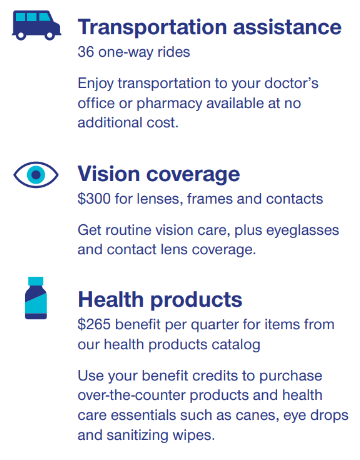 Transportation assistance
36 one-way rides
Enjoy transportation to your doctor's
office or pharmacy available at no
additional cost.
Vision coverage
$300 for lenses, frames and contacts
Get routine vision care, plus eyeglasses
and contact lens coverage.
Health products
$265 benefit per quarter for items from
our health products catalog
Use your benefit credits to purchase
over-the-counter products and health
care essentials such as canes, eye drops
and sanitizing wipes.